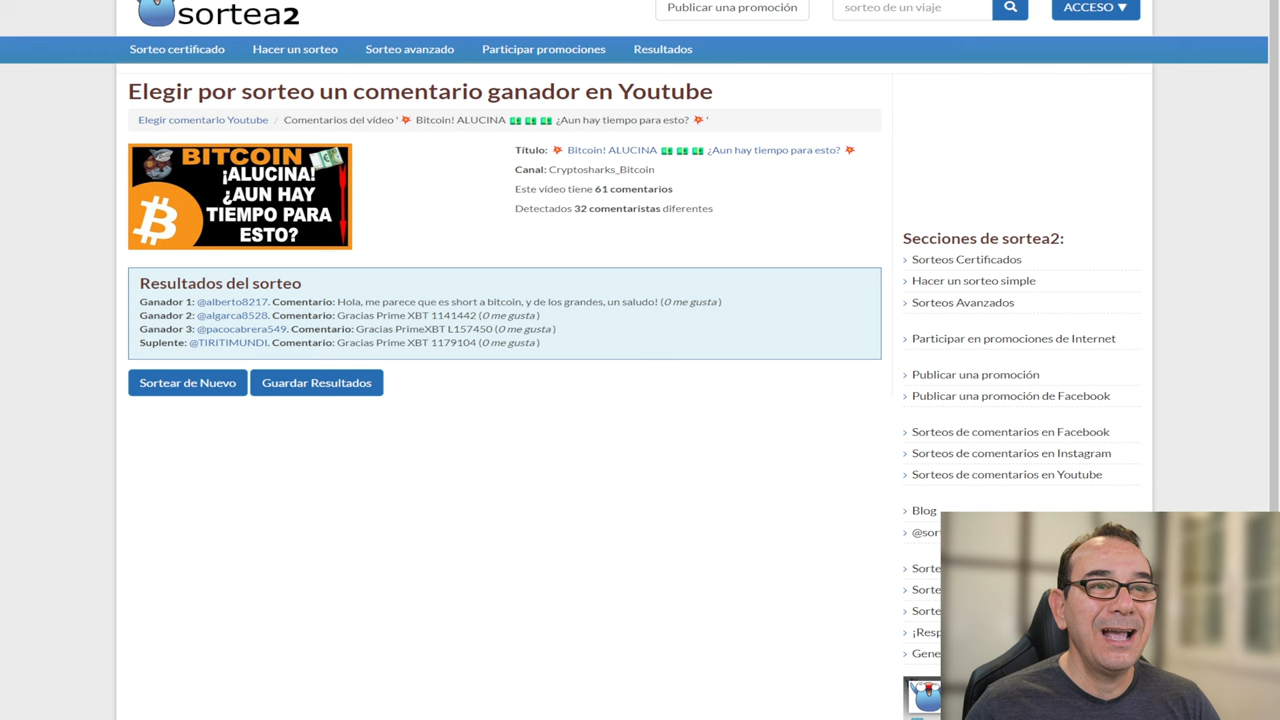 sortea2
Publicar una promoción
sorteo de un viaje
ACCESO ▼
Sorteo certificado
Hacer un sorteo
Sorteo avanzado
Participar promociones
Resultados
Elegir por sorteo un comentario ganador en Youtube
Elegir comentario Youtube / Comentarios del vídeo ' 💥 Bitcoin! ALUCINA 💵 💵 💵 ¿Aun hay tiempo para esto? 💥 '
BITCOIN
¡ALUCINA!
¿AUN HAY
TIEMPO PARA
ESTO?
Título: 💥 Bitcoin! ALUCINA 💵 💵 💵 ¿Aun hay tiempo para esto? 💥
Canal: Cryptosharks_Bitcoin
Este vídeo tiene 61 comentarios
Detectados 32 comentaristas diferentes
Resultados del sorteo
Ganador 1: @alberto8217. Comentario: Hola, me parece que es short a bitcoin, y de los grandes, un saludo! (0 me gusta )
Ganador 2: @algarca8528. Comentario: Gracias Prime XBT 1141442 (0 me gusta )
Ganador 3: @pacocabrera549. Comentario: Gracias PrimeXBT L157450 (0 me gusta )
Suplente: @TIRITIMUNDI. Comentario: Gracias Prime XBT 1179104 (0 me gusta )
Sortear de Nuevo
Guardar Resultados
Secciones de sortea2:
Sorteos Certificados
Hacer un sorteo simple
Sorteos Avanzados
Participar en promociones de Internet
Publicar una promoción
Publicar una promoción de Facebook
Sorteos de comentarios en Facebook
Sorteos de comentarios en Instagram
Sorteos de comentarios en Youtube
Blog
@sor
Sorte
Sorte
Sorte
¡Resp
Gene